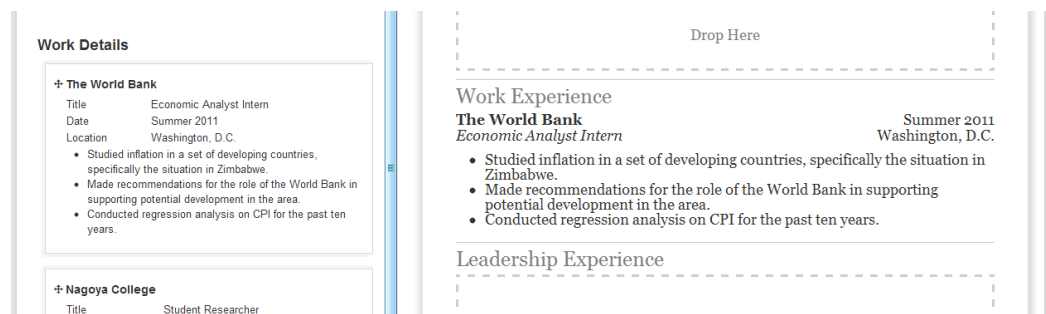 Work Details
The World Bank
Title Economic Analyst Intern
Date Summer 2011
Location Washington, D.C.
• Studied inflation in a set of developing countries,
specifically the situation in Zimbabwe.
• Made recommendations for the role of the World Bank in
supporting potential development in the area.
• Conducted regression analysis on CPI for the past ten
years.
Nagoya College
Title Student Researcher
Drop Here
Work Experience
The World Bank Summer 2011
Economic Analyst Intern Washington, D.C.
• Studied inflation in a set of developing countries, specifically the situation in
Zimbabwe.
• Made recommendations for the role of the World Bank in supporting
potential development in the area.
• Conducted regression analysis on CPI for the past ten years.
Leadership Experience